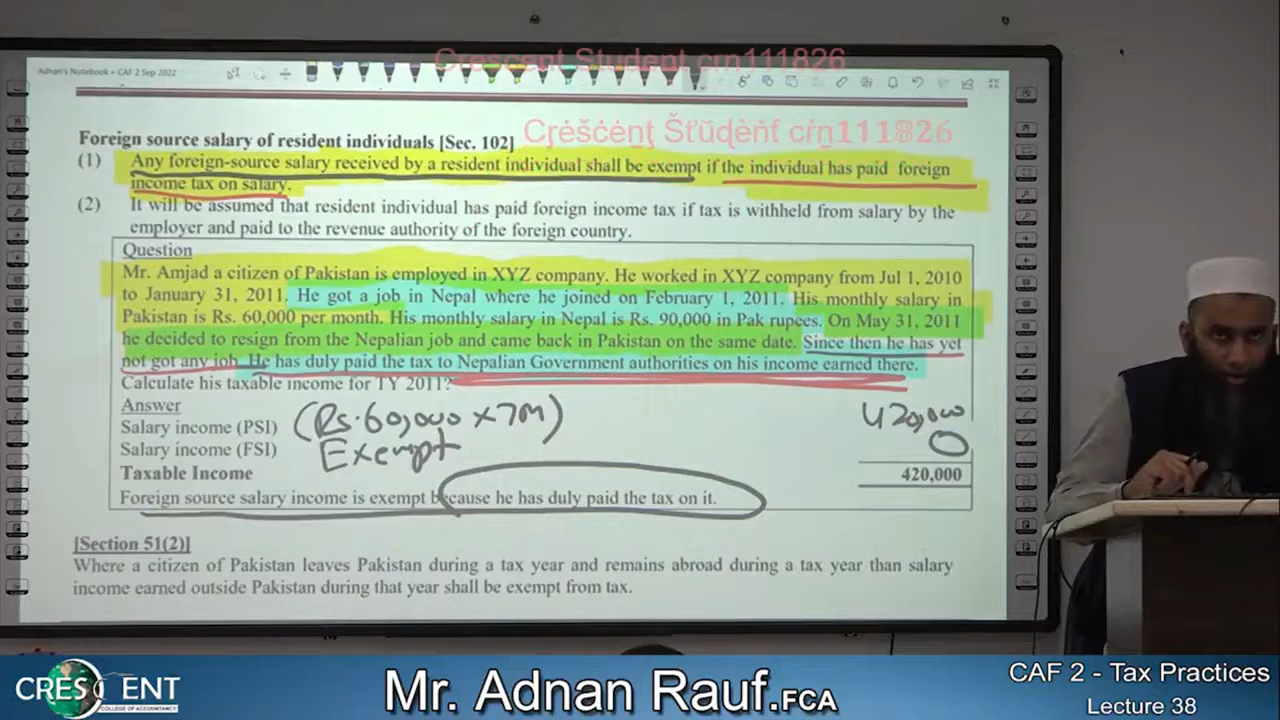 Crescent Student crn111826
Adnan's Notebook » CAF 2 Sep 2022
Foreign source salary of resident individuals [Sec. 102]
Crėščėnţ Šťŭdėnť cŕṉ111826
(1) Any foreign-source salary received by a resident individual shall be exempt if the individual has paid foreign
income tax on salary.
(2) It will be assumed that resident individual has paid foreign income tax if tax is withheld from salary by the
employer and paid to the revenue authority of the foreign country.
Question
Mr. Amjad a citizen of Pakistan is employed in XYZ company. He worked in XYZ company from Jul 1, 2010
to January 31, 2011. He got a job in Nepal where he joined on February 1, 2011. His monthly salary in
Pakistan is Rs. 60,000 per month. His monthly salary in Nepal is Rs. 90,000 in Pak rupees. On May 31, 2011
he decided to resign from the Nepalian job and came back in Pakistan on the same date. Since then he has yet
not got any job. He has duly paid the tax to Nepalian Government authorities on his income earned there.
Calculate his taxable income for TY 2011?
Answer
Salary income (PSI) (Rs.60,000 x 7M) 420,000
Salary income (FSI) Exempt 0
Taxable Income 420,000
Foreign source salary income is exempt because he has duly paid the tax on it.
[Section 51(2)]
Where a citizen of Pakistan leaves Pakistan during a tax year and remains abroad during a tax year than salary
income earned outside Pakistan during that year shall be exempt from tax.
CRESCENT
COLLEGE OF ACCOUNTANCY
Mr. Adnan Rauf.FCA
CAF 2 - Tax Practices
Lecture 38